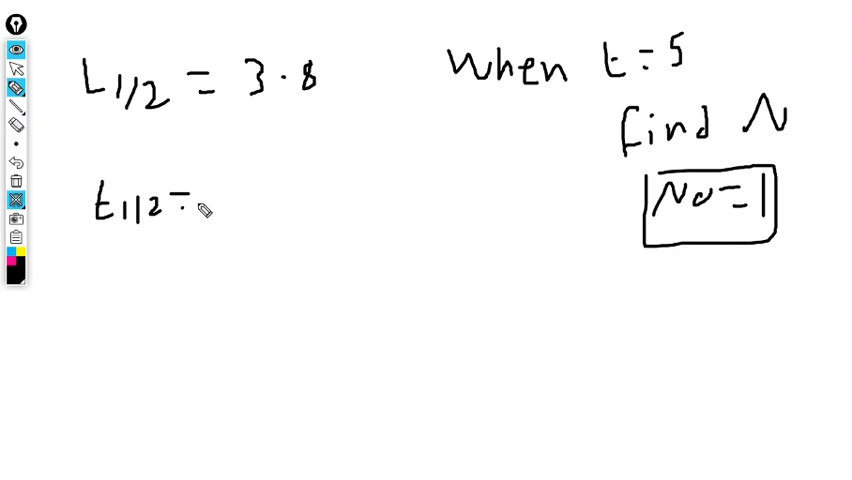 t1/2 = 3.8
when t = 5
find N
No = 1
t1/2 =